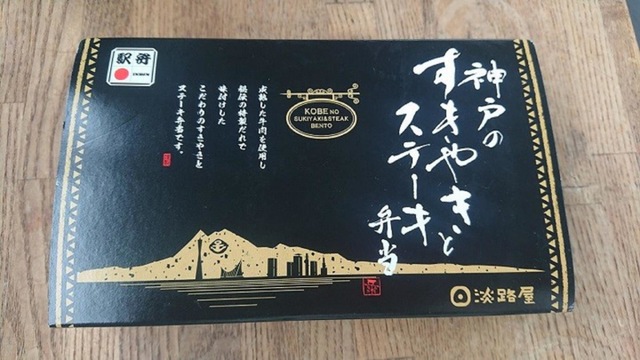 神戸の
すきやきと
ステーキ
弁当
KOBE NO
SUKIYAKI&STEAK
BENTO
成熟した牛肉を使用し
秘伝の特製だれで
味付けした
こだわりのすきやきと
ステーキ弁当です。
駅弁
淡路屋